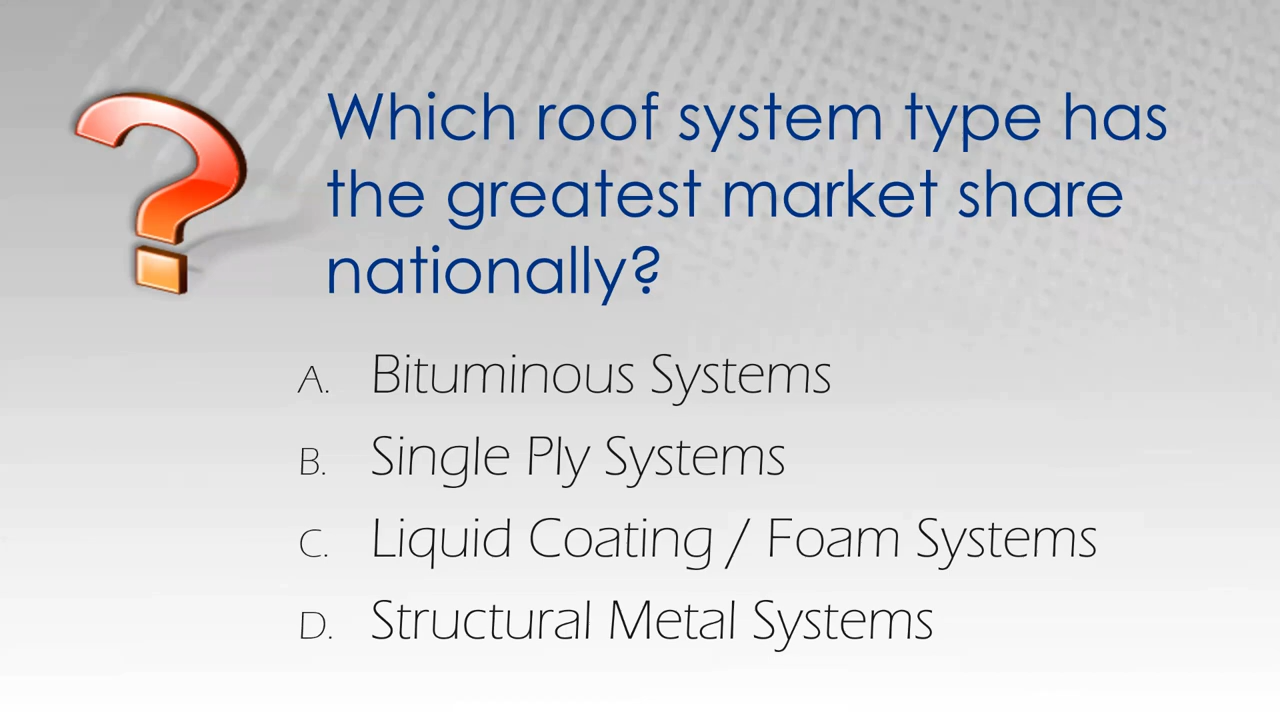 Which roof system type has
the greatest market share
nationally?
A. Bituminous Systems
B. Single Ply Systems
C. Liquid Coating / Foam Systems
D. Structural Metal Systems